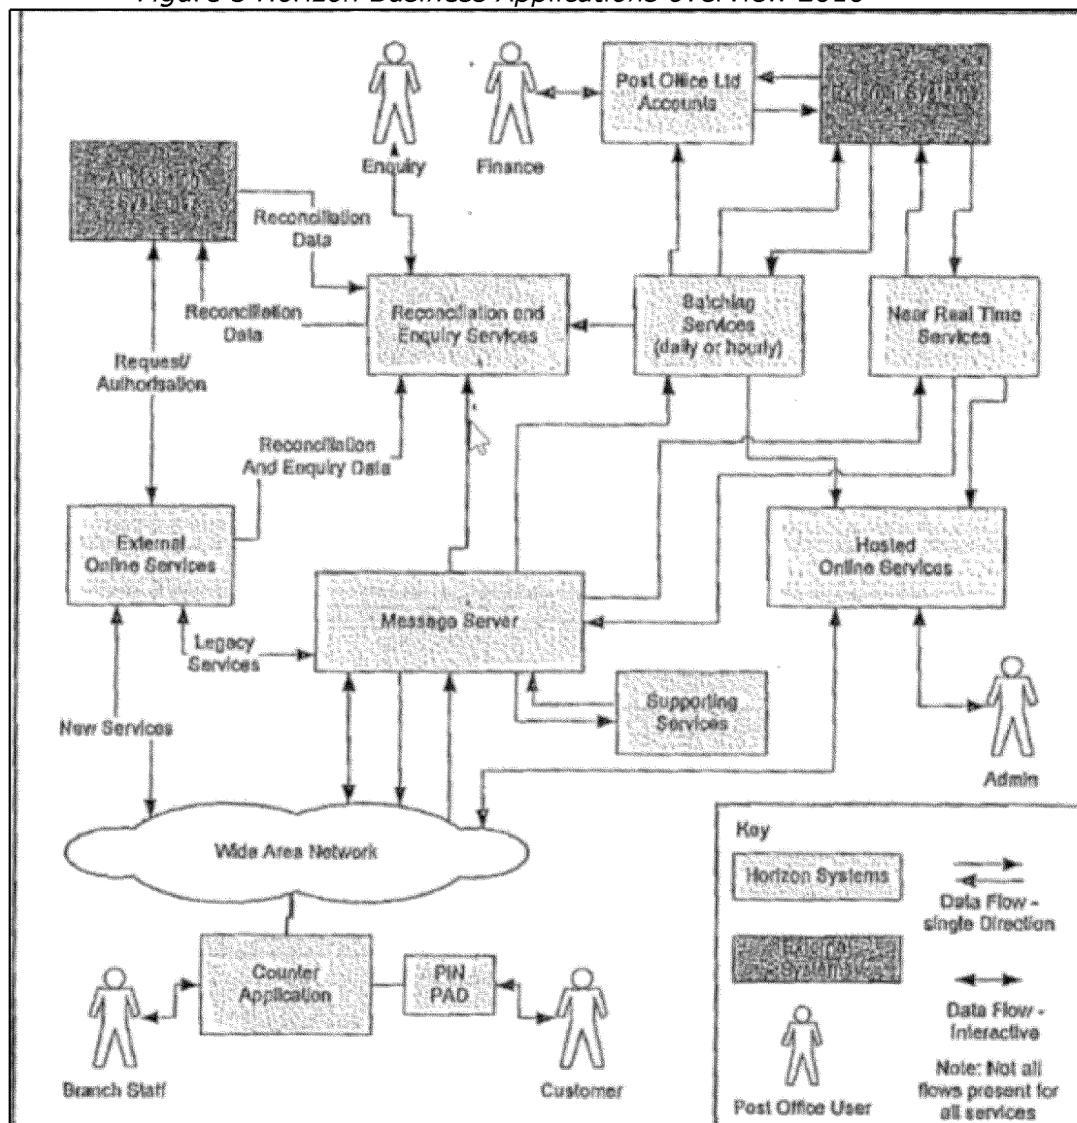 Figure 3 Horizon Business Applications overview 2010
Enquiry
Finance
Post Office Ltd
Accounts
External Systems
Reconciliation
Data
Reconciliation
Data
Reconciliation and
Enquiry Services
Batching
Services
(daily or hourly)
Near Real Time
Services
Request/
Authorisation
Reconciliation
And Enquiry Data
External
Online Services
Hosted
Online Services
Message Server
Legacy
Services
Supporting
Services
New Services
Admin
Wide Area Network
Counter
Application
PIN
PAD
Branch Staff
Customer
Key
Horizon Systems
Data Flow -
single Direction
External
Systems
Data Flow -
Interactive
Post Office User
Note: Not all
flows present for
all services